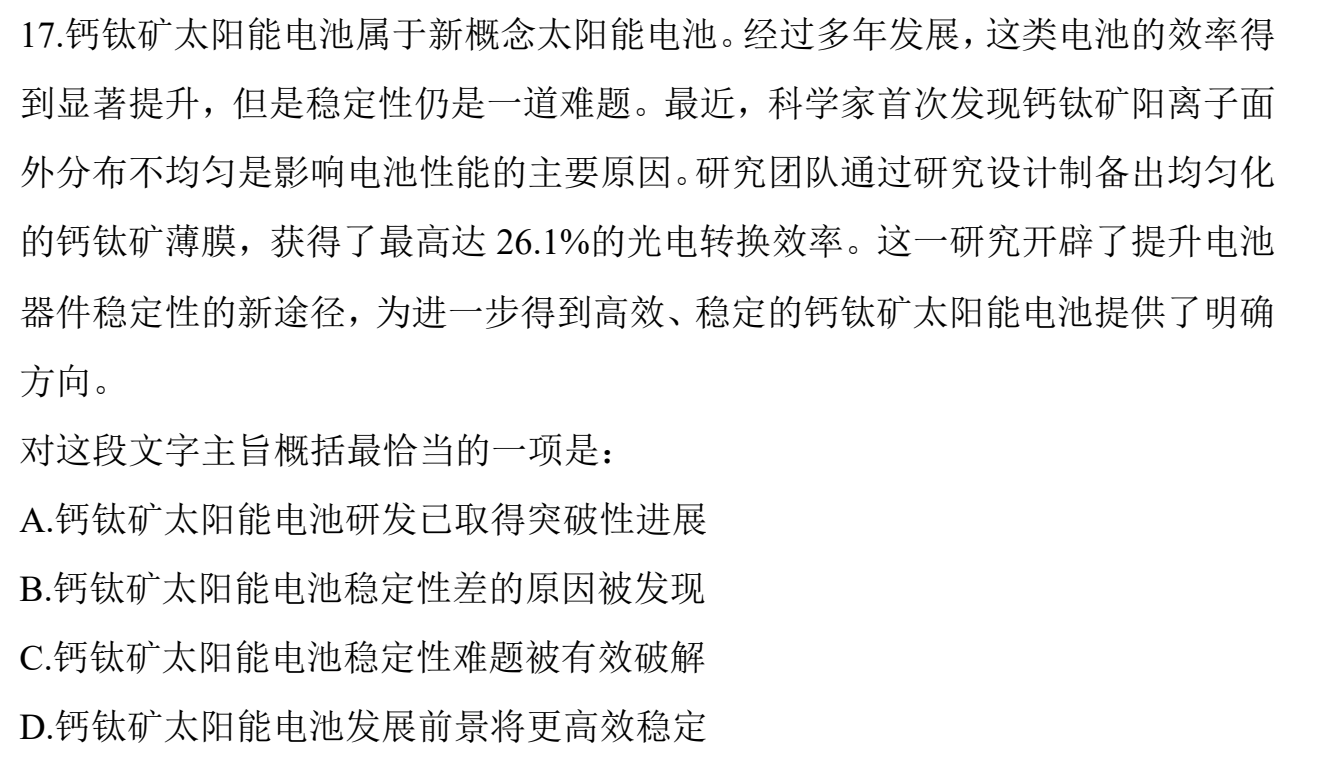 17.钙钛矿太阳能电池属于新概念太阳能电池。经过多年发展，这类电池的效率得
到显著提升，但是稳定性仍是一道难题。最近，科学家首次发现钙钛矿阳离子面
外分布不均匀是影响电池性能的主要原因。研究团队通过研究设计制备出均匀化
的钙钛矿薄膜，获得了最高达 26.1%的光电转换效率。这一研究开辟了提升电池
器件稳定性的新途径，为进一步得到高效、稳定的钙钛矿太阳能电池提供了明确
方向。
对这段文字主旨概括最恰当的一项是：
A.钙钛矿太阳能电池研发已取得突破性进展
B.钙钛矿太阳能电池稳定性差的原因被发现
C.钙钛矿太阳能电池稳定性难题被有效破解
D.钙钛矿太阳能电池发展前景将更高效稳定